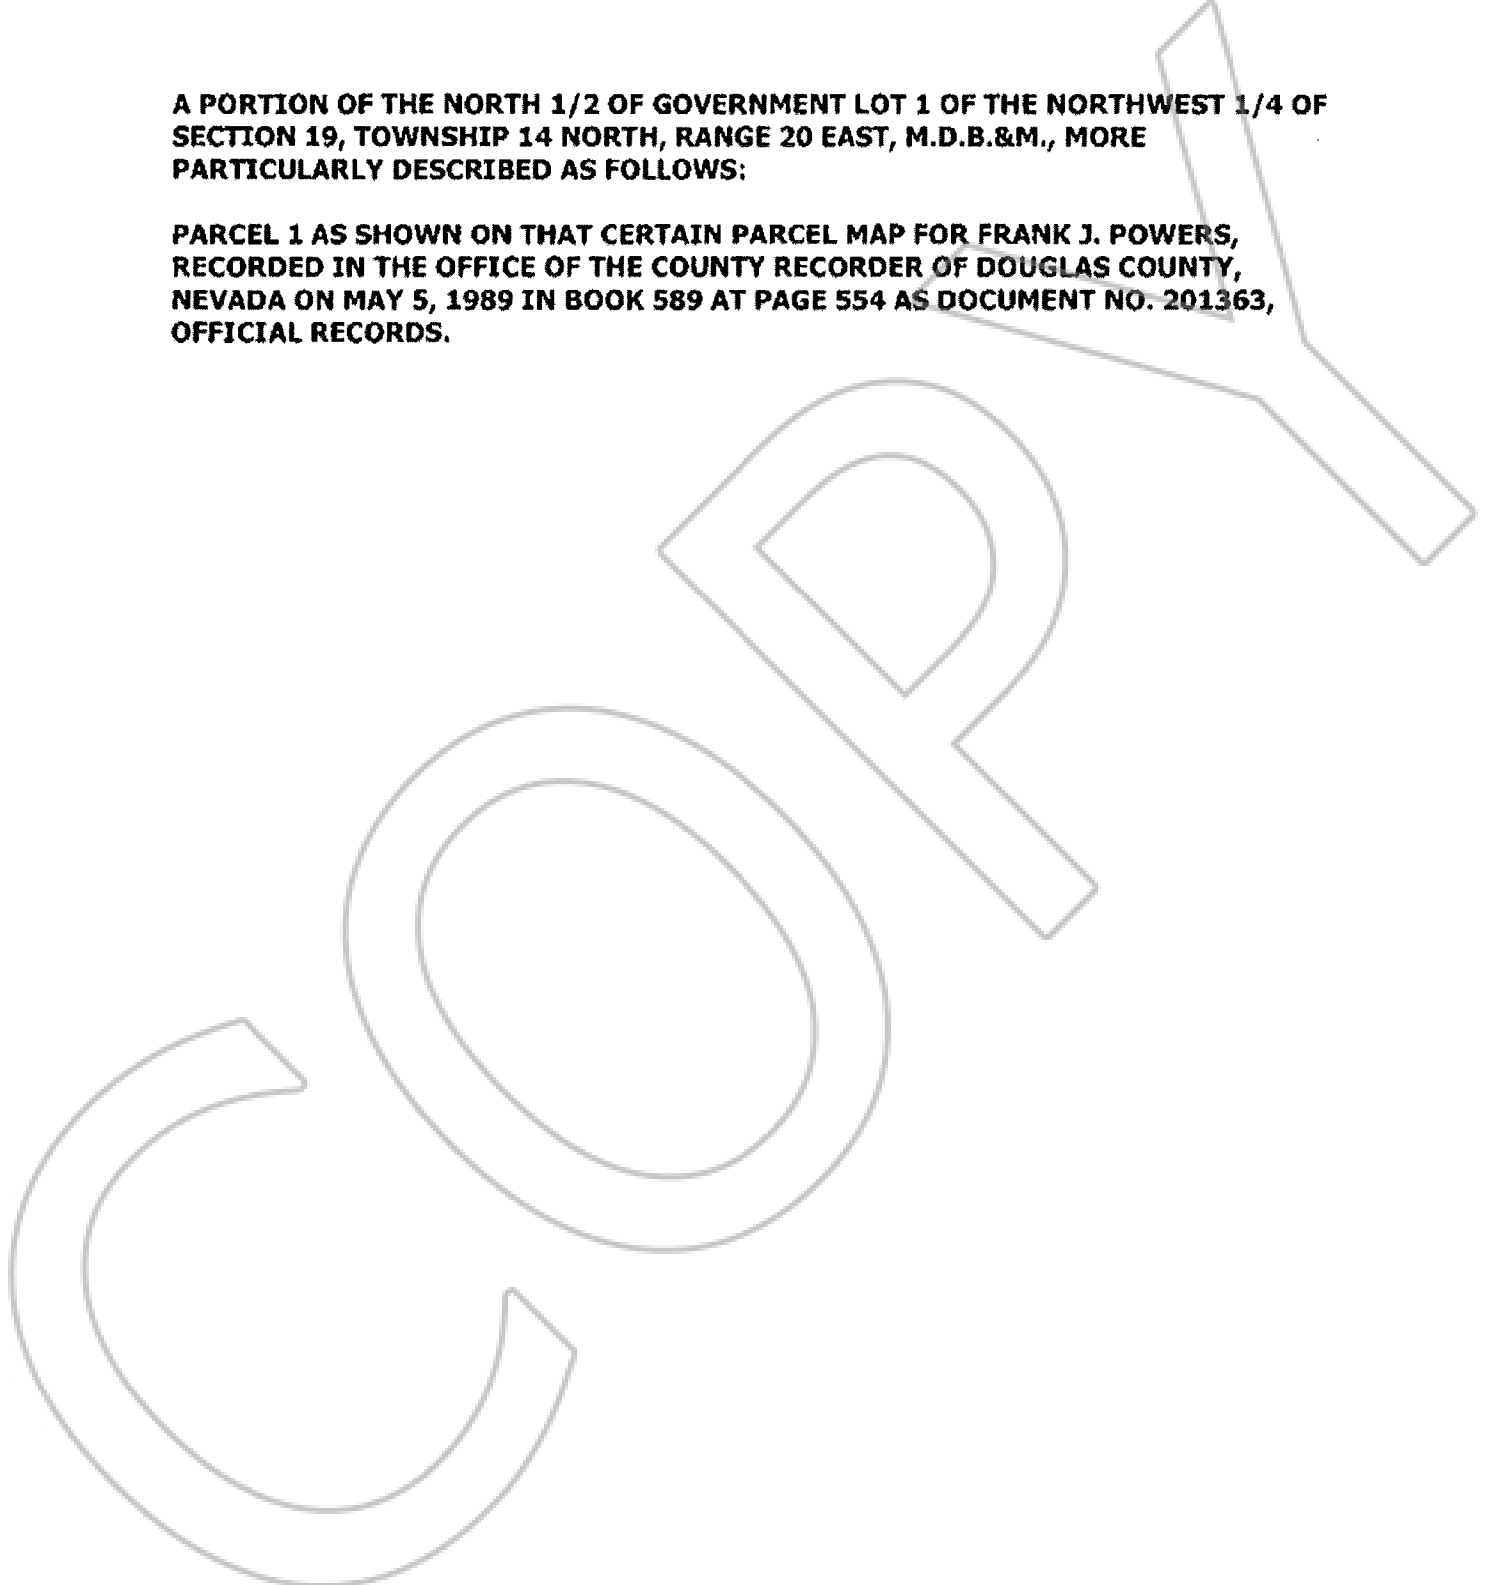 A PORTION OF THE NORTH 1/2 OF GOVERNMENT LOT 1 OF THE NORTHWEST 1/4 OF
SECTION 19, TOWNSHIP 14 NORTH, RANGE 20 EAST, M.D.B.&M., MORE
PARTICULARLY DESCRIBED AS FOLLOWS:
PARCEL 1 AS SHOWN ON THAT CERTAIN PARCEL MAP FOR FRANK J. POWERS,
RECORDED IN THE OFFICE OF THE COUNTY RECORDER OF DOUGLAS COUNTY,
NEVADA ON MAY 5, 1989 IN BOOK 589 AT PAGE 554 AS DOCUMENT NO. 201363,
OFFICIAL RECORDS.
COPY